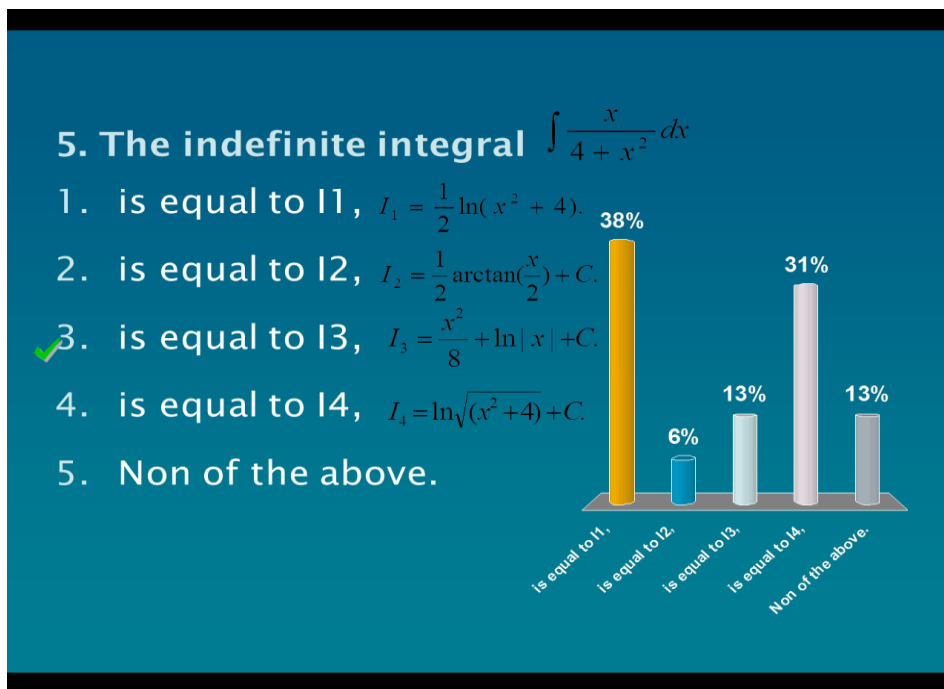 5. The indefinite integral ∫ x / (4 + x²) dx
1. is equal to I1, I₁ = 1/2 ln( x² + 4).
2. is equal to I2, I₂ = 1/2 arctan(x/2) + C.
3. is equal to I3, I₃ = x²/8 + ln | x | +C.
4. is equal to I4, I₄ = ln√(x² +4) + C.
5. Non of the above.
38%
6%
13%
31%
13%
is equal to I1,
is equal to I2,
is equal to I3,
is equal to I4,
Non of the above.